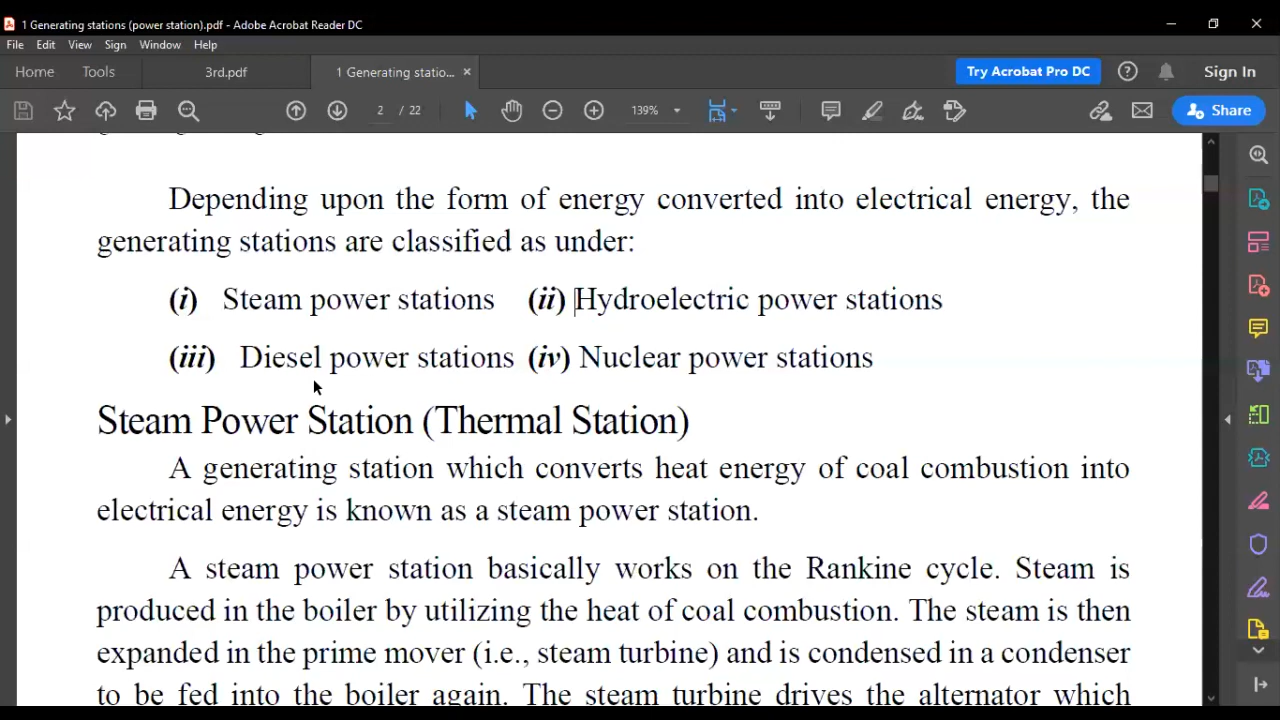 1 Generating stations (power station).pdf - Adobe Acrobat Reader DC
File Edit View Sign Window Help
Home Tools 3rd.pdf 1 Generating statio... × Try Acrobat Pro DC Sign In
2 / 22 139% Share
Depending upon the form of energy converted into electrical energy, the
generating stations are classified as under:
(i) Steam power stations (ii) Hydroelectric power stations
(iii) Diesel power stations (iv) Nuclear power stations
Steam Power Station (Thermal Station)
A generating station which converts heat energy of coal combustion into
electrical energy is known as a steam power station.
A steam power station basically works on the Rankine cycle. Steam is
produced in the boiler by utilizing the heat of coal combustion. The steam is then
expanded in the prime mover (i.e., steam turbine) and is condensed in a condenser
to be fed into the boiler again. The steam turbine drives the alternator which